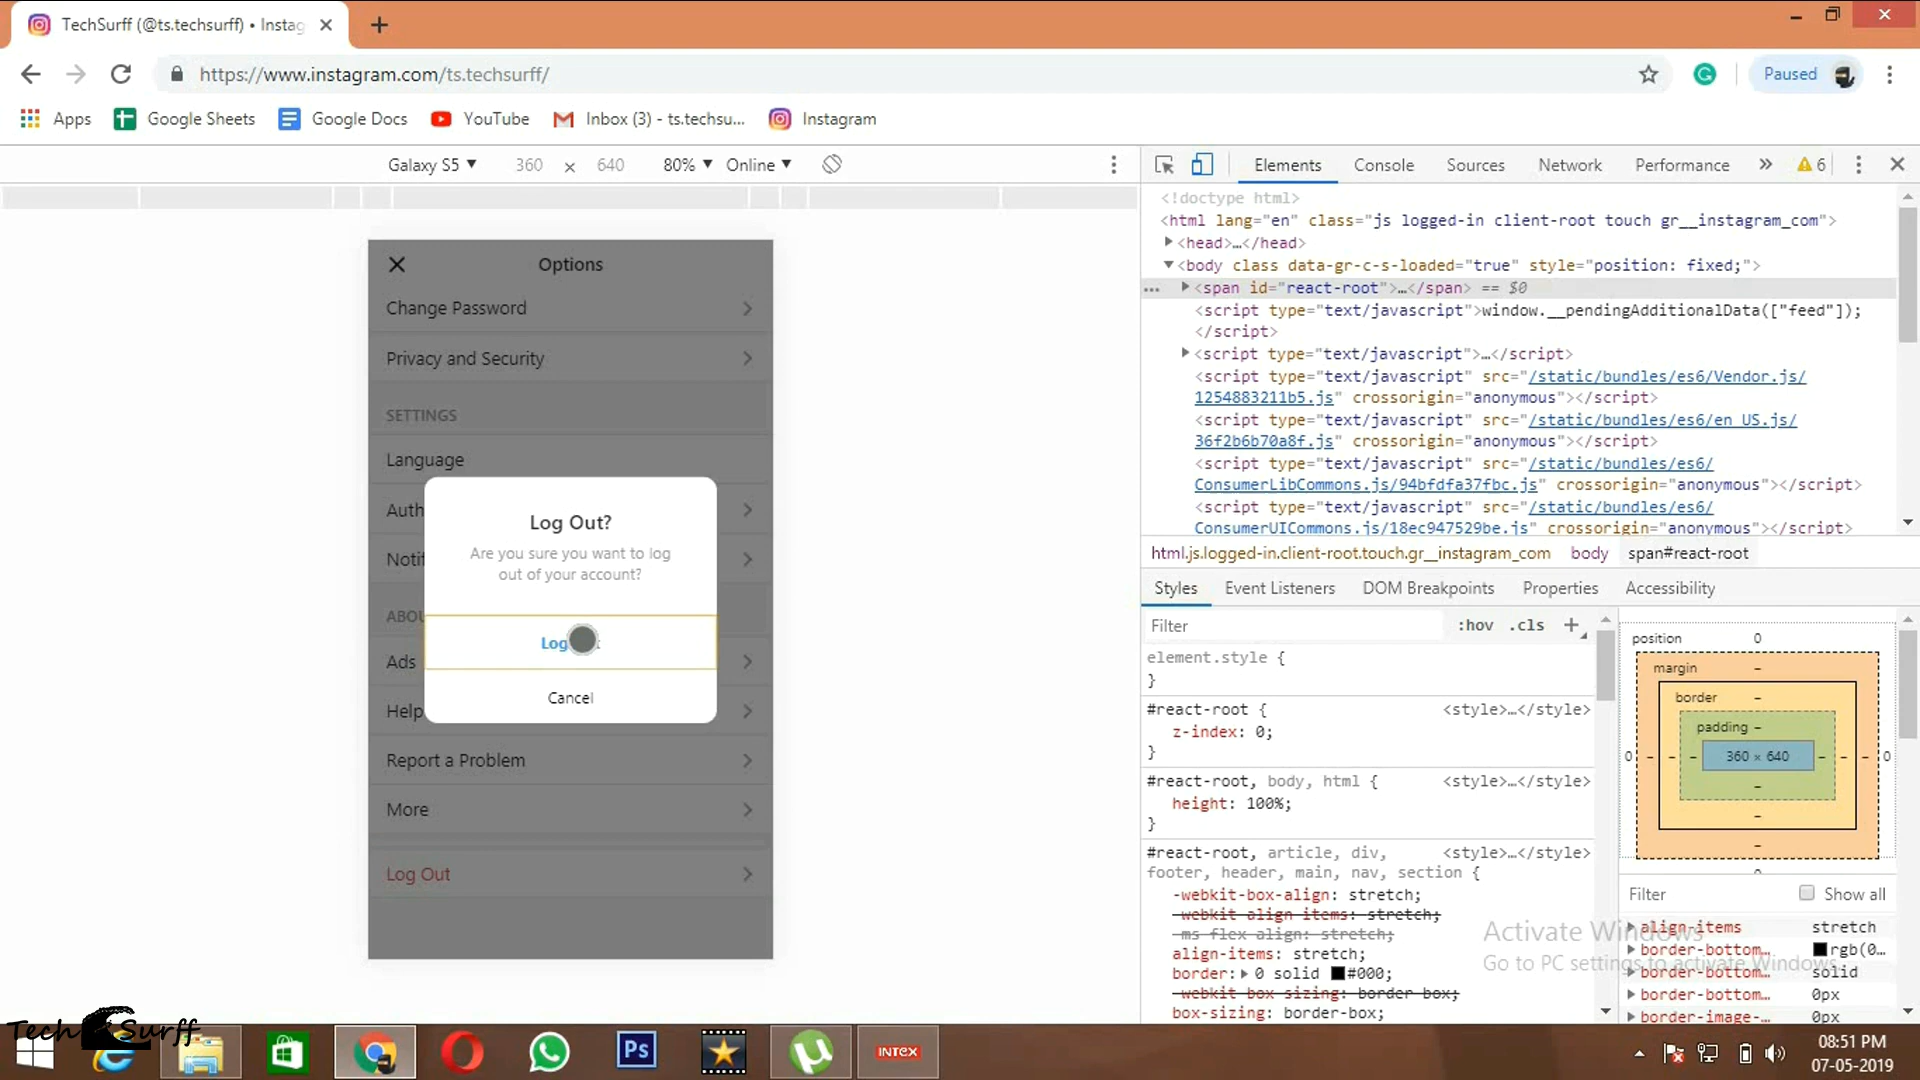 TechSurff (@ts.techsurff) • Insta
https://www.instagram.com/ts.techsurff/
Paused
Apps
Google Sheets
Google Docs
YouTube
Inbox (3) - ts.techsu...
Instagram
Galaxy S5 ▼ 360 × 640 80% ▼ Online ▼
Elements Console Sources Network Performance » 6
Options
Change Password
Privacy and Security
SETTINGS
Language
Auth
Notif
ABOU
Ads
Help
Report a Problem
More
Log Out
Log Out?
Are you sure you want to log
out of your account?
Log
Cancel
<!doctype html>
<html lang="en" class="js logged-in client-root touch gr__instagram_com">
<head>…</head>
<body class data-gr-c-s-loaded="true" style="position: fixed;">
… <span id="react-root">…</span> == $0
<script type="text/javascript">window.__pendingAdditionalData(["feed"]);
</script>
<script type="text/javascript">…</script>
<script type="text/javascript" src="/static/bundles/es6/Vendor.js/
1254883211b5.js" crossorigin="anonymous"></script>
<script type="text/javascript" src="/static/bundles/es6/en_US.js/
36f2b6b70a8f.js" crossorigin="anonymous"></script>
<script type="text/javascript" src="/static/bundles/es6/
ConsumerLibCommons.js/94bfdfa37fbc.js" crossorigin="anonymous"></script>
<script type="text/javascript" src="/static/bundles/es6/
ConsumerUICommons.js/18ec947529be.js" crossorigin="anonymous"></script>
html.js.logged-in.client-root.touch.gr__instagram_com body span#react-root
Styles Event Listeners DOM Breakpoints Properties Accessibility
Filter :hov .cls +
element.style {
}
#react-root { <style>…</style>
z-index: 0;
}
#react-root, body, html { <style>…</style>
height: 100%;
}
#react-root, article, div, <style>…</style>
footer, header, main, nav, section {
-webkit-box-align: stretch;
-webkit-align-items: stretch;
-ms-flex-align: stretch;
align-items: stretch;
border: 0 solid #000;
-webkit-box-sizing: border-box;
box-sizing: border-box;
position 0
margin –
border –
padding –
0 – – – 360 × 640 – – – 0
–
–
–
Filter Show all
align-items stretch
border-bottom… rgb(0…
border-bottom… solid
border-bottom… 0px
border-image-… 0px
Activate Windows
Go to PC settings to activate Windows.
Tech Surff
Ps
INTEX
08:51 PM
07-05-2019